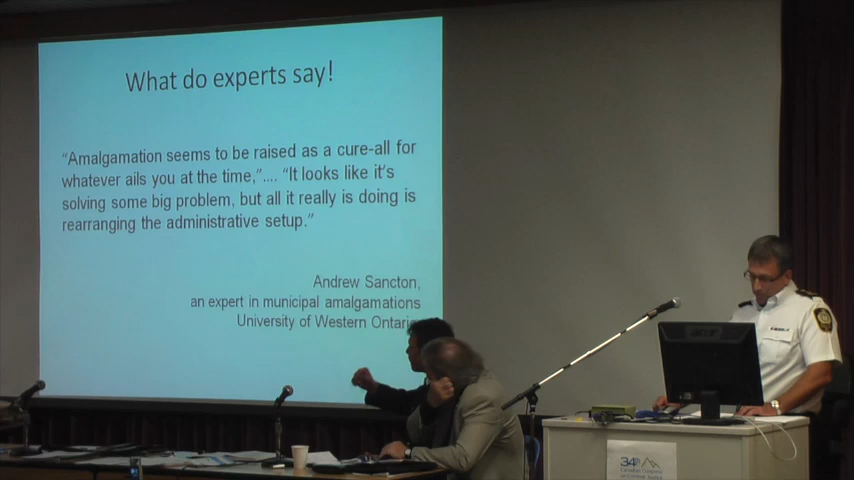 What do experts say!
“Amalgamation seems to be raised as a cure-all for
whatever ails you at the time,”.... “It looks like it’s
solving some big problem, but all it really is doing is
rearranging the administrative setup.”
Andrew Sancton,
an expert in municipal amalgamations
University of Western Ontario
acer
34th